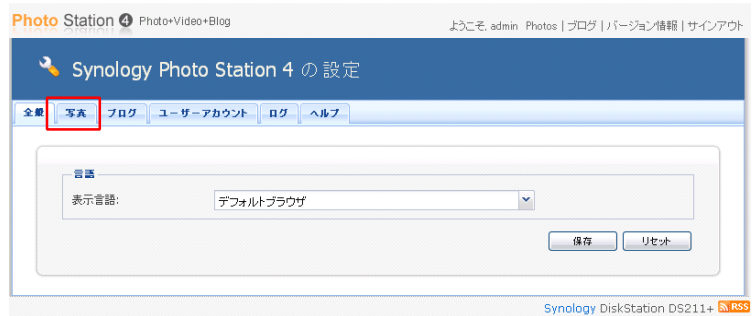 Photo Station 4 Photo+Video+Blog
ようこそ, admin Photos | ブログ | バージョン情報 | サインアウト
Synology Photo Station 4 の設定
全般 写真 ブログ ユーザーアカウント ログ ヘルプ
言語
表示言語: デフォルトブラウザ
保存 リセット
Synology DiskStation DS211+ RSS